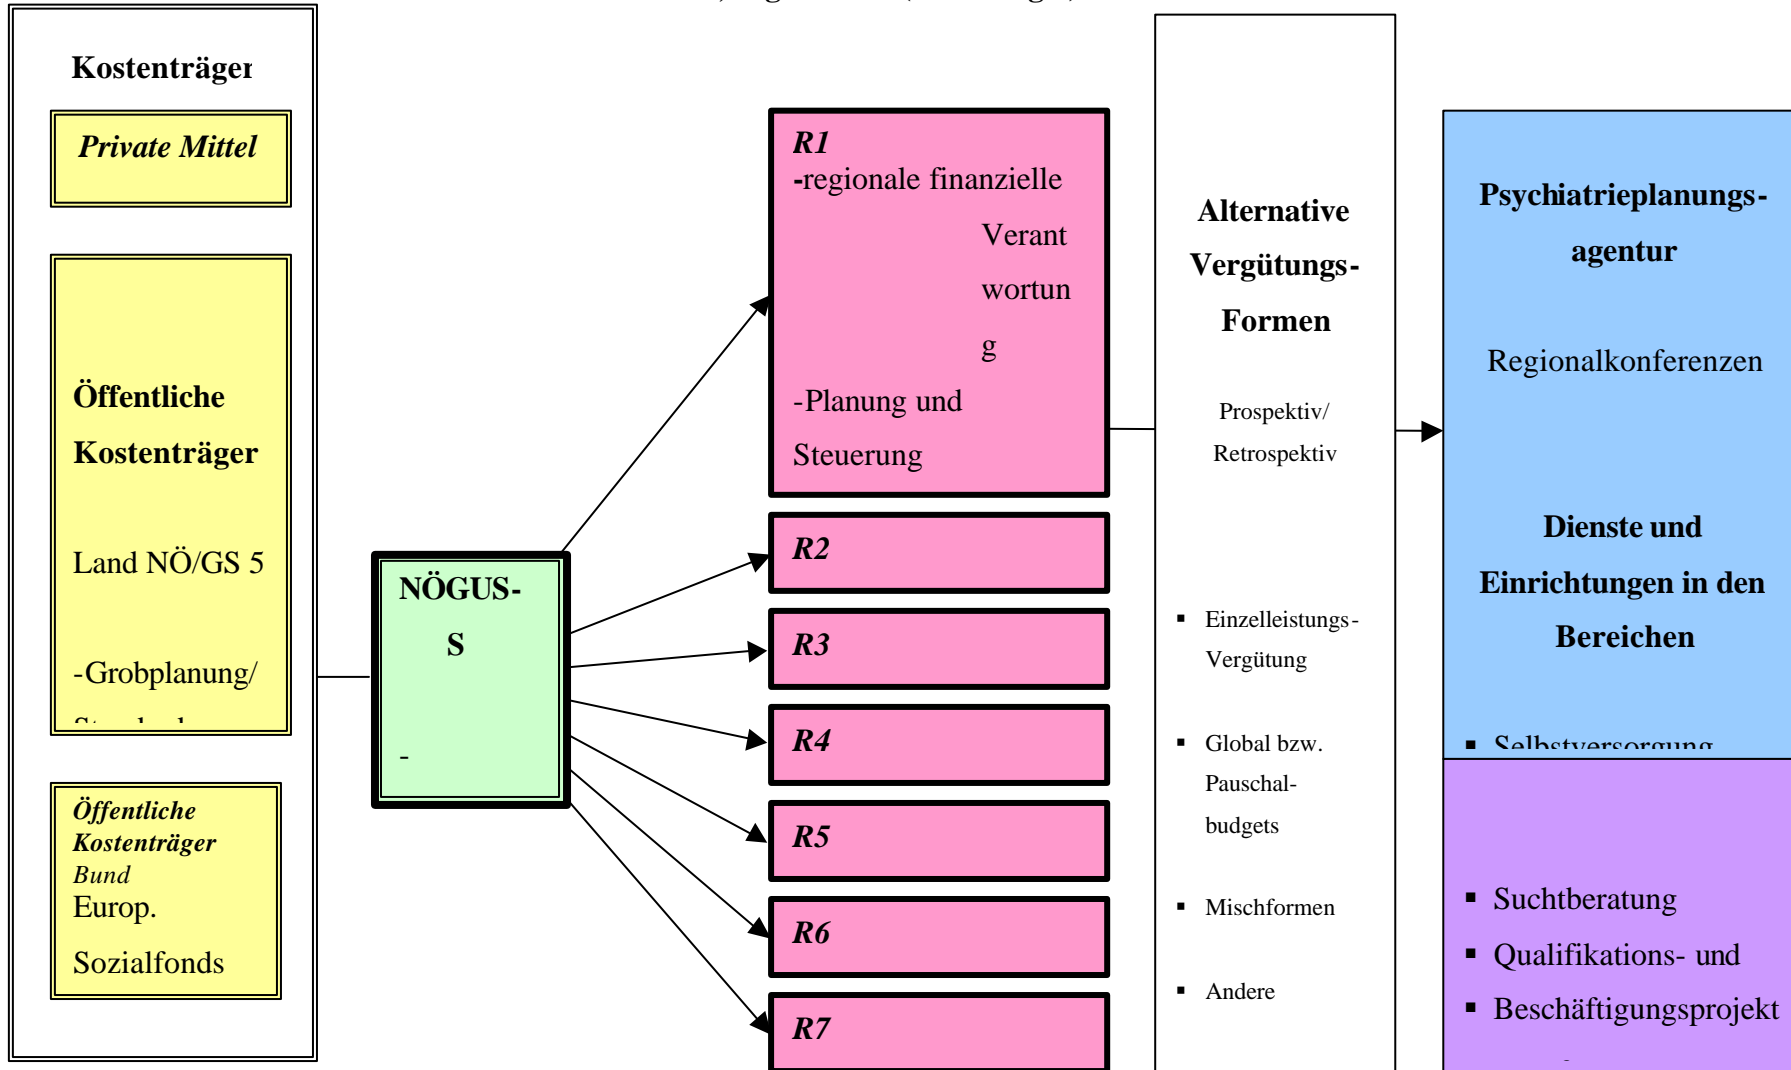 Kostenträger
Private Mittel
Öffentliche
Kostenträger
Land NÖ/GS 5
-Grobplanung/
Öffentliche
Kostenträger
Bund
Europ.
Sozialfonds
NÖGUS-
S
-
R1
-regionale finanzielle
Verant
wortun
g
-Planung und
Steuerung
R2
R3
R4
R5
R6
R7
Alternative
Vergütungs-
Formen
Prospektiv/
Retrospektiv
▪ Einzelleistungs-
Vergütung
▪ Global bzw.
Pauschal-
budgets
▪ Mischformen
▪ Andere
Psychiatrieplanungs-
agentur
Regionalkonferenzen
Dienste und
Einrichtungen in den
Bereichen
▪ Selbstversorgung
▪ Suchtberatung
▪ Qualifikations- und
▪ Beschäftigungsprojekt